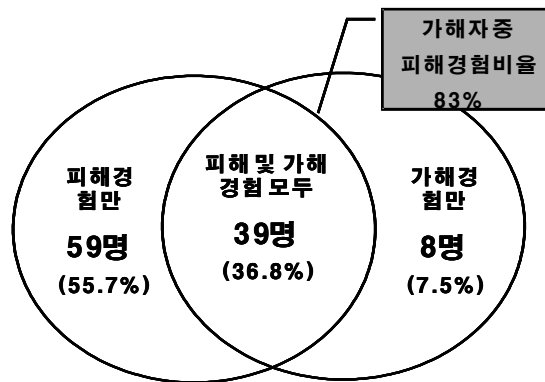 가해자중
피해경험비율
83%
피해경
험만
59명
(55.7%)
피해 및 가해
경험 모두
39명
(36.8%)
가해경
험만
8명
(7.5%)